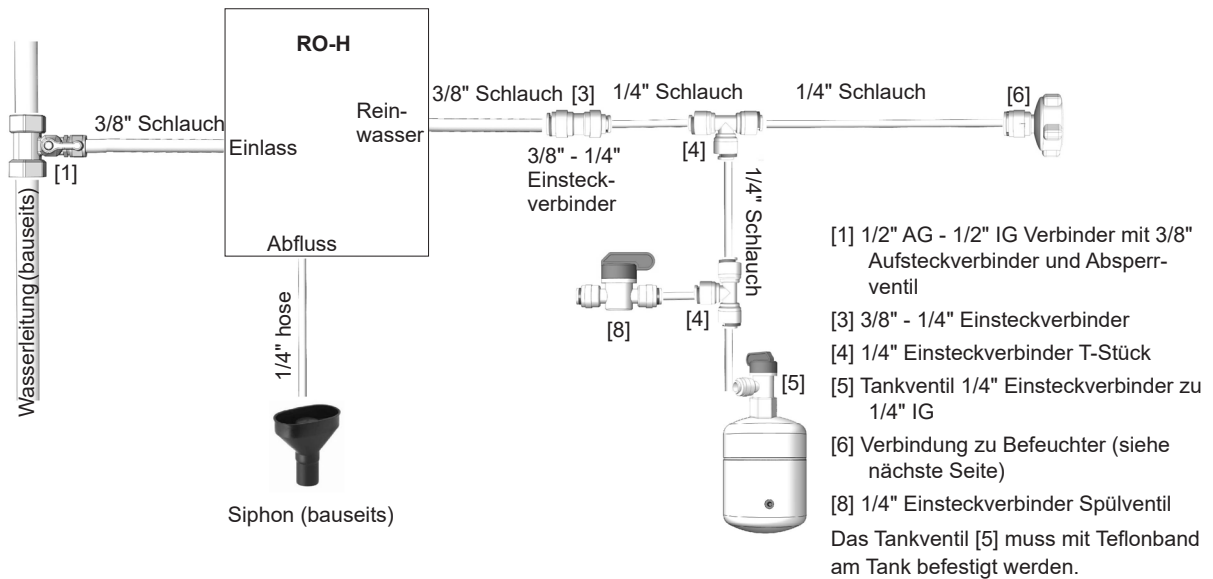 RO-H
3/8" Schlauch
[1]
Einlass
Rein-
wasser
Abfluss
Wasserleitung (bauseits)
1/4" hose
Siphon (bauseits)
3/8" Schlauch
[3]
3/8" - 1/4"
Einsteck-
verbinder
1/4" Schlauch
[4]
1/4" Schlauch
[6]
1/4" Schlauch
[8]
[4]
[5]
[1] 1/2" AG - 1/2" IG Verbinder mit 3/8"
Aufsteckverbinder und Absperr-
ventil
[3] 3/8" - 1/4" Einsteckverbinder
[4] 1/4" Einsteckverbinder T-Stück
[5] Tankventil 1/4" Einsteckverbinder zu
1/4" IG
[6] Verbindung zu Befeuchter (siehe
nächste Seite)
[8] 1/4" Einsteckverbinder Spülventil
Das Tankventil [5] muss mit Teflonband
am Tank befestigt werden.